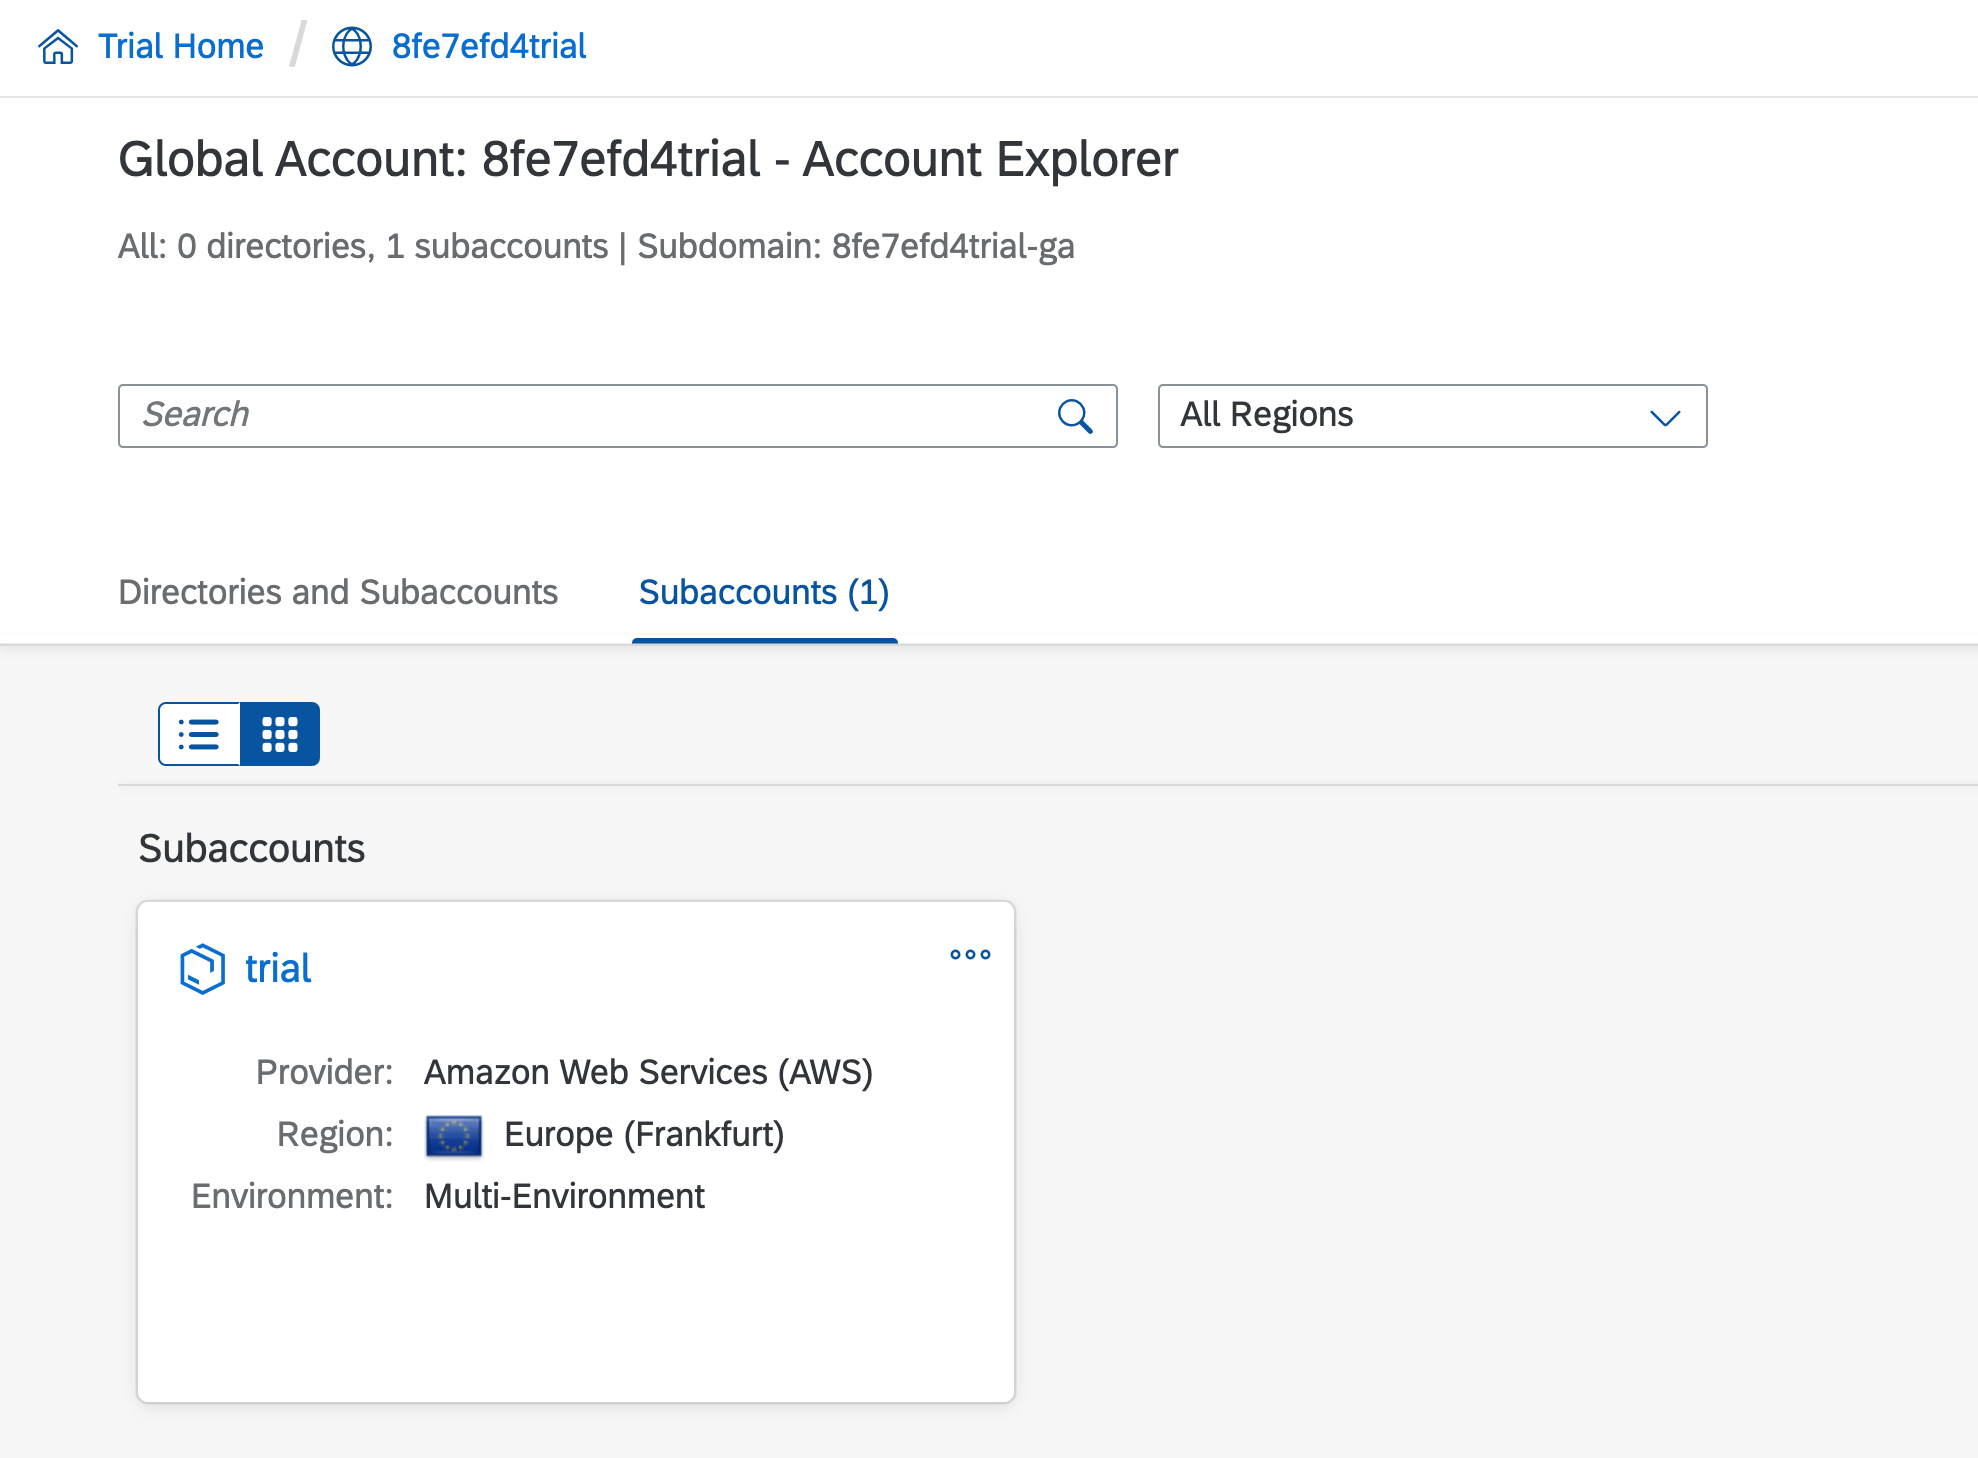 Trial Home / 8fe7efd4trial
Global Account: 8fe7efd4trial - Account Explorer
All: 0 directories, 1 subaccounts | Subdomain: 8fe7efd4trial-ga
Search
All Regions
Directories and Subaccounts
Subaccounts (1)
Subaccounts
trial
Provider: Amazon Web Services (AWS)
Region: Europe (Frankfurt)
Environment: Multi-Environment